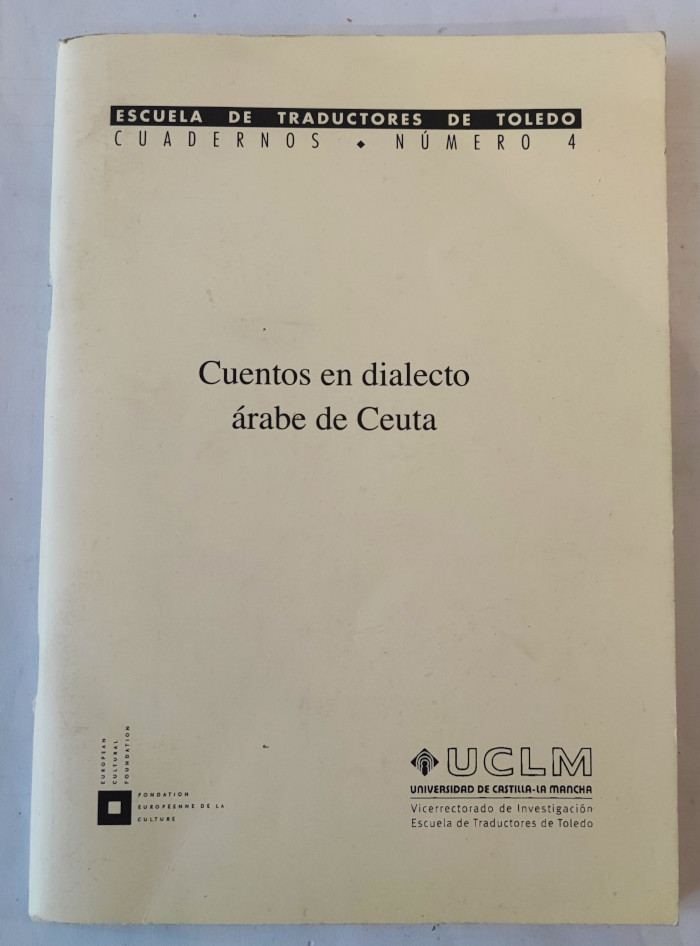 ESCUELA DE TRADUCTORES DE TOLEDO
CUADERNOS ◆ NÚMERO 4
Cuentos en dialecto
árabe de Ceuta
EUROPEAN
CULTURAL
FOUNDATION
FONDATION
EUROPEENNE DE LA
CULTURE
UCLM
UNIVERSIDAD DE CASTILLA-LA MANCHA
Vicerrectorado de Investigación
Escuela de Traductores de Toledo